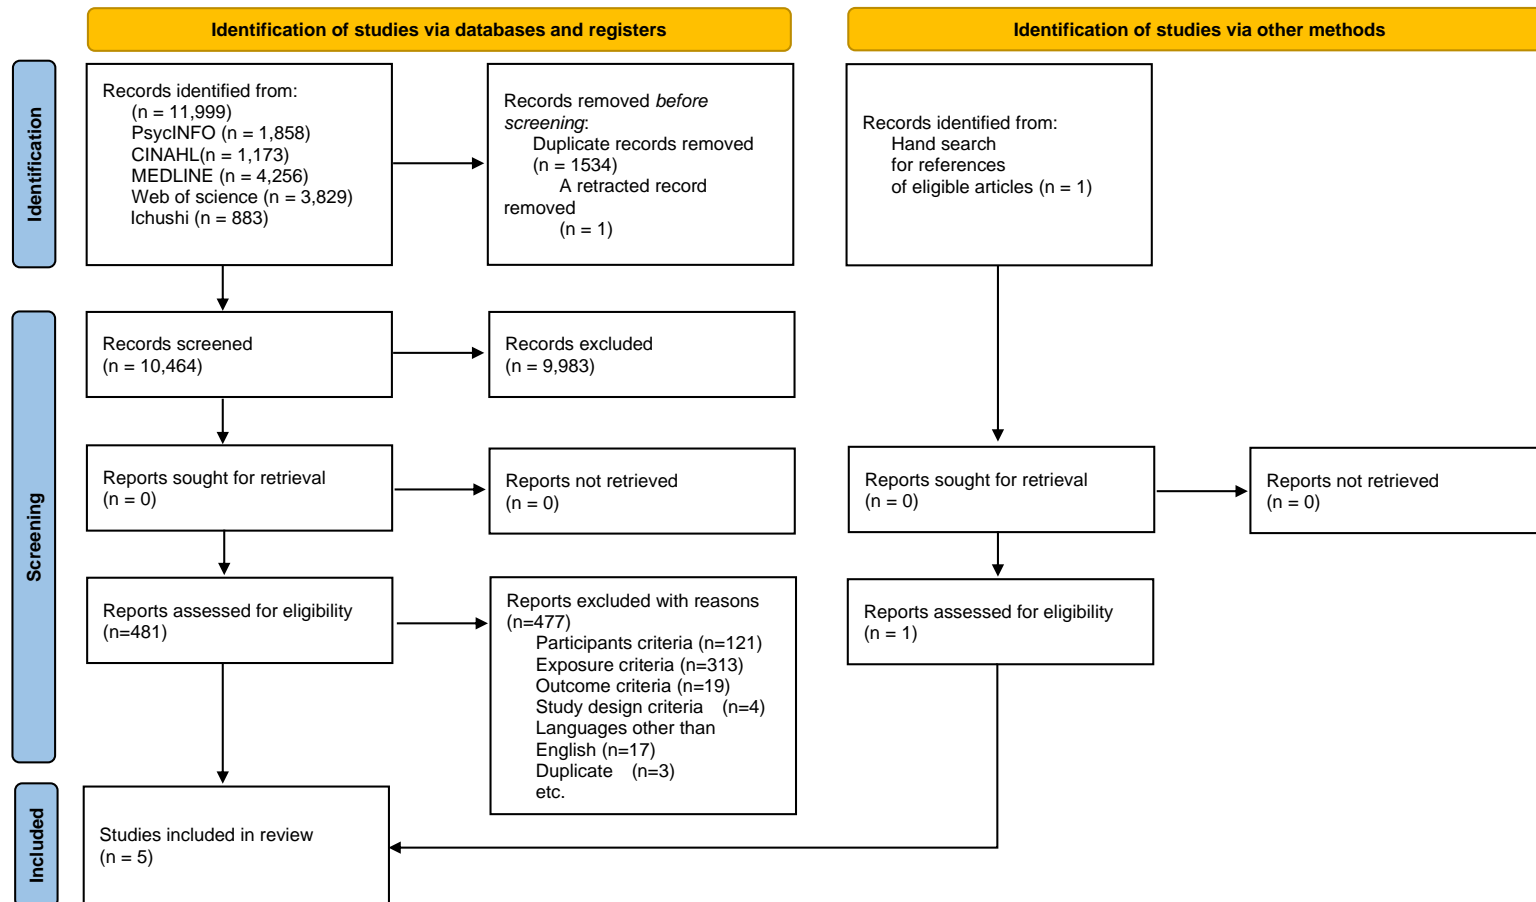 Identification of studies via databases and registers
Identification of studies via other methods
Identification
Records identified from:
(n = 11,999)
PsycINFO (n = 1,858)
CINAHL(n = 1,173)
MEDLINE (n = 4,256)
Web of science (n = 3,829)
Ichushi (n = 883)
Records removed before
screening:
Duplicate records removed
(n = 1534)
A retracted record
removed
(n = 1)
Records identified from:
Hand search
for references
of eligible articles (n = 1)
Screening
Records screened
(n = 10,464)
Records excluded
(n = 9,983)
Reports sought for retrieval
(n = 0)
Reports not retrieved
(n = 0)
Reports sought for retrieval
(n = 0)
Reports not retrieved
(n = 0)
Reports assessed for eligibility
(n=481)
Reports excluded with reasons
(n=477)
Participants criteria (n=121)
Exposure criteria (n=313)
Outcome criteria (n=19)
Study design criteria (n=4)
Languages other than
English (n=17)
Duplicate (n=3)
etc.
Reports assessed for eligibility
(n = 1)
Included
Studies included in review
(n = 5)